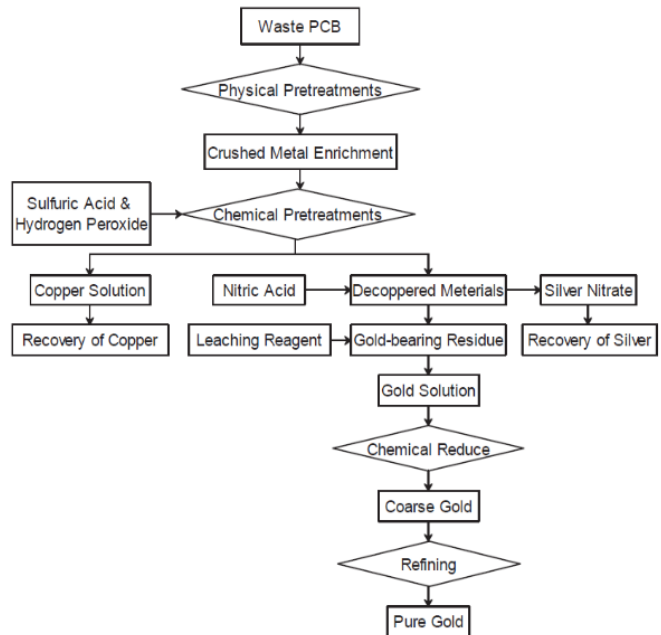 Waste PCB
Physical Pretreatments
Crushed Metal Enrichment
Sulfuric Acid &
Hydrogen Peroxide
Chemical Pretreatments
Copper Solution
Nitric Acid
Decoppered Meterials
Silver Nitrate
Recovery of Copper
Leaching Reagent
Gold-bearing Residue
Recovery of Silver
Gold Solution
Chemical Reduce
Coarse Gold
Refining
Pure Gold